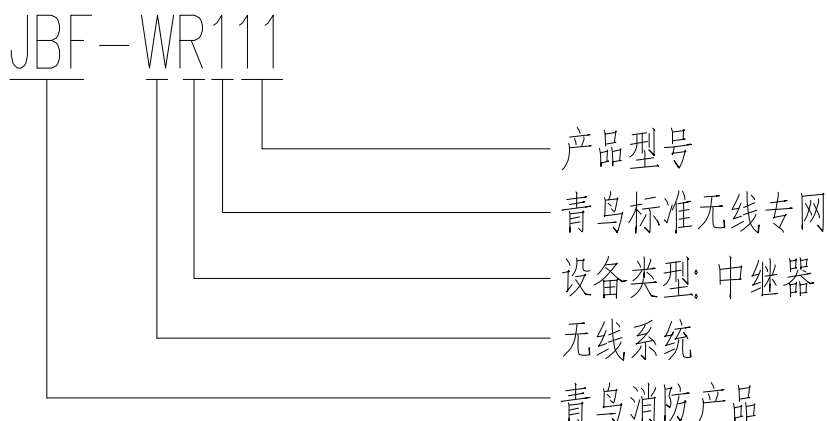 JBF-WR111
产品型号
青鸟标准无线专网
设备类型: 中继器
无线系统
青鸟消防产品